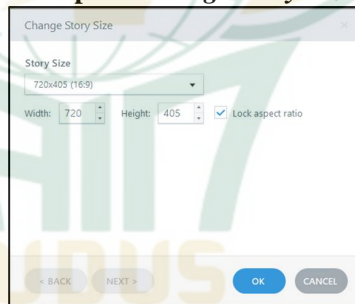 Change Story Size
Story Size
720x405 (16:9)
Width: 720 Height: 405 Lock aspect ratio
< BACK NEXT > OK CANCEL